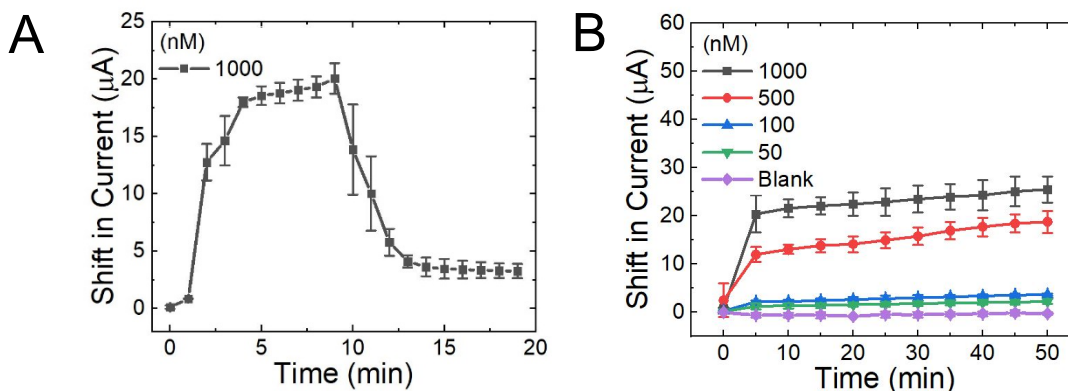 A
(nM)
1000
Shift in Current (μA)
25
20
15
10
5
0
0 5 10 15 20
Time (min)
B
(nM)
1000
500
100
50
Blank
Shift in Current (μA)
60
50
40
30
20
10
0
0 10 20 30 40 50
Time (min)